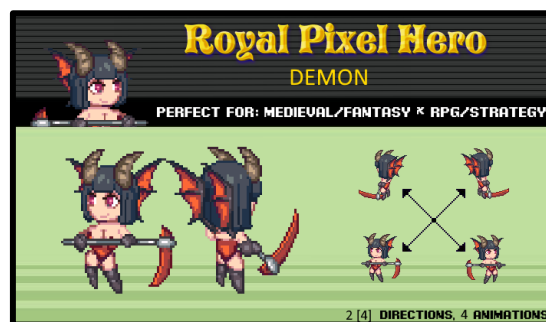 Royal Pixel Hero
DEMON
PERFECT FOR: MEDIEVAL/FANTASY * RPG/STRATEGY
2 [4] DIRECTIONS, 4 ANIMATIONS